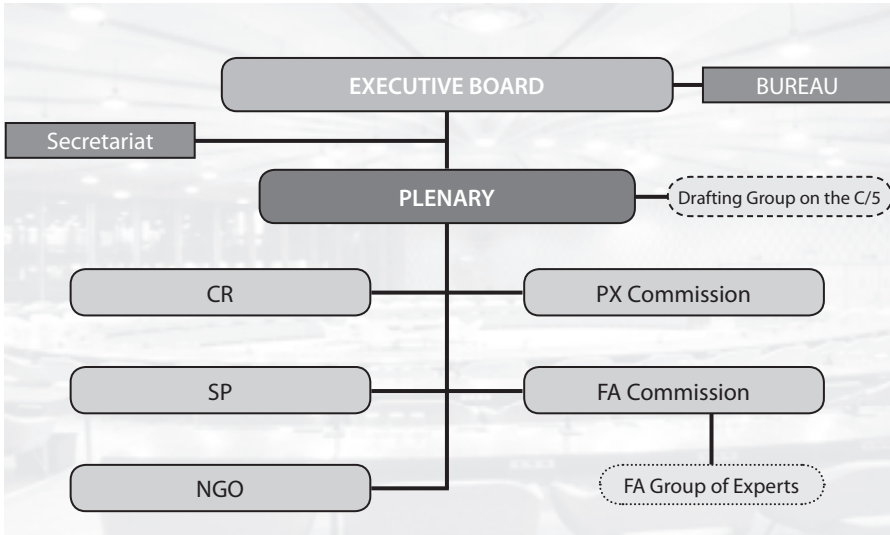 EXECUTIVE BOARD
BUREAU
Secretariat
PLENARY
Drafting Group on the C/5
CR
PX Commission
SP
FA Commission
NGO
FA Group of Experts